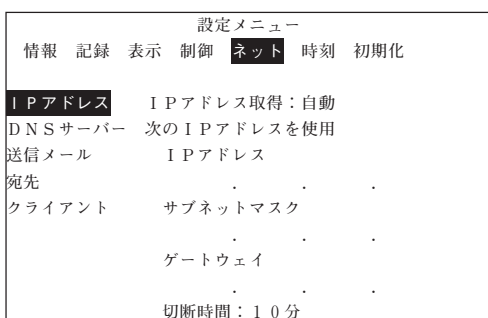 設定メニュー
情報 記録 表示 制御 ネット 時刻 初期化
ＩＰアドレス ＩＰアドレス取得：自動
ＤＮＳサーバー 次のＩＰアドレスを使用
送信メール ＩＰアドレス
宛先 . . .
クライアント サブネットマスク
. . .
ゲートウェイ
. . .
切断時間：１０分